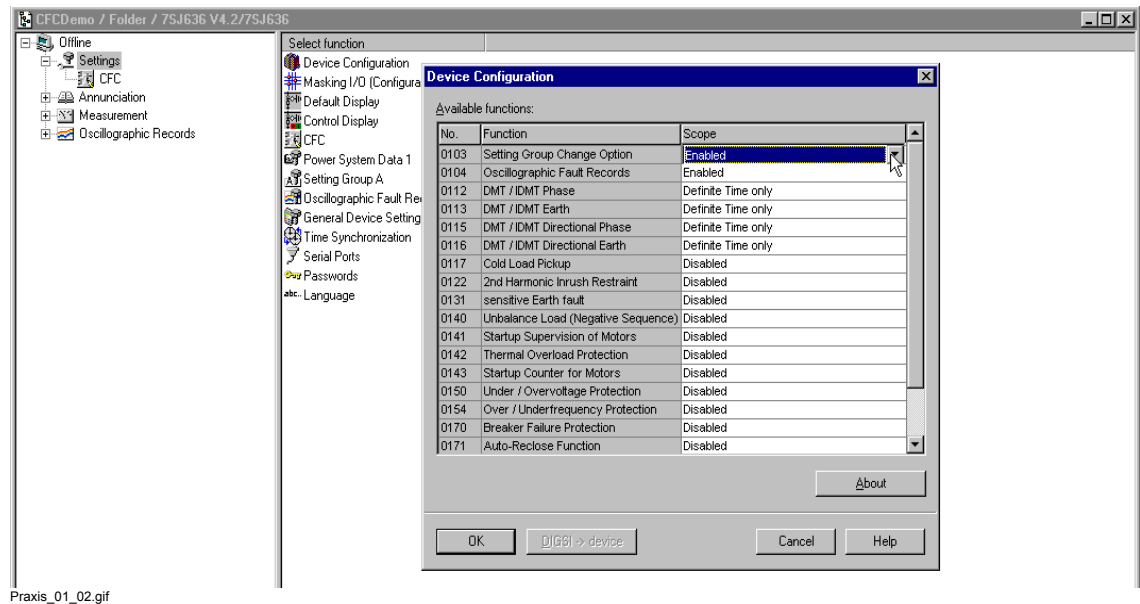 CFCDemo / Folder / 7SJ636 V4.2/7SJ636
Offline
Settings
CFC
Annunciation
Measurement
Oscillographic Records
Select function
Device Configuration
Masking I/O (Configura
Default Display
Control Display
CFC
Power System Data 1
Setting Group A
Oscillographic Fault Re
General Device Setting
Time Synchronization
Serial Ports
Passwords
abc.. Language
Device Configuration
Available functions:
No. Function Scope
0103 Setting Group Change Option Enabled
0104 Oscillographic Fault Records Enabled
0112 DMT / IDMT Phase Definite Time only
0113 DMT / IDMT Earth Definite Time only
0115 DMT / IDMT Directional Phase Definite Time only
0116 DMT / IDMT Directional Earth Definite Time only
0117 Cold Load Pickup Disabled
0122 2nd Harmonic Inrush Restraint Disabled
0131 sensitive Earth fault Disabled
0140 Unbalance Load (Negative Sequence) Disabled
0141 Startup Supervision of Motors Disabled
0142 Thermal Overload Protection Disabled
0143 Startup Counter for Motors Disabled
0150 Under / Overvoltage Protection Disabled
0154 Over / Underfrequency Protection Disabled
0170 Breaker Failure Protection Disabled
0171 Auto-Reclose Function Disabled
About
OK DIGSI -> device Cancel Help
Praxis_01_02.gif